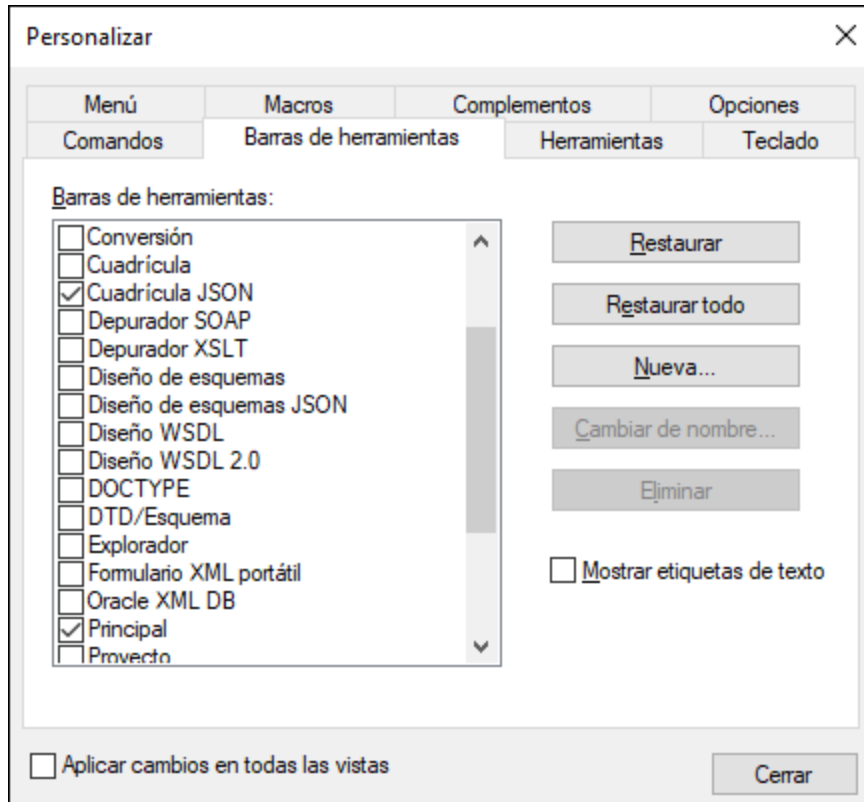 Personalizar
Menú Macros Complementos Opciones
Comandos Barras de herramientas Herramientas Teclado
Barras de herramientas:
Conversión
Cuadrícula
Cuadrícula JSON
Depurador SOAP
Depurador XSLT
Diseño de esquemas
Diseño de esquemas JSON
Diseño WSDL
Diseño WSDL 2.0
DOCTYPE
DTD/Esquema
Explorador
Formulario XML portátil
Oracle XML DB
Principal
Proyecto
Restaurar
Restaurar todo
Nueva...
Cambiar de nombre...
Eliminar
Mostrar etiquetas de texto
Aplicar cambios en todas las vistas
Cerrar